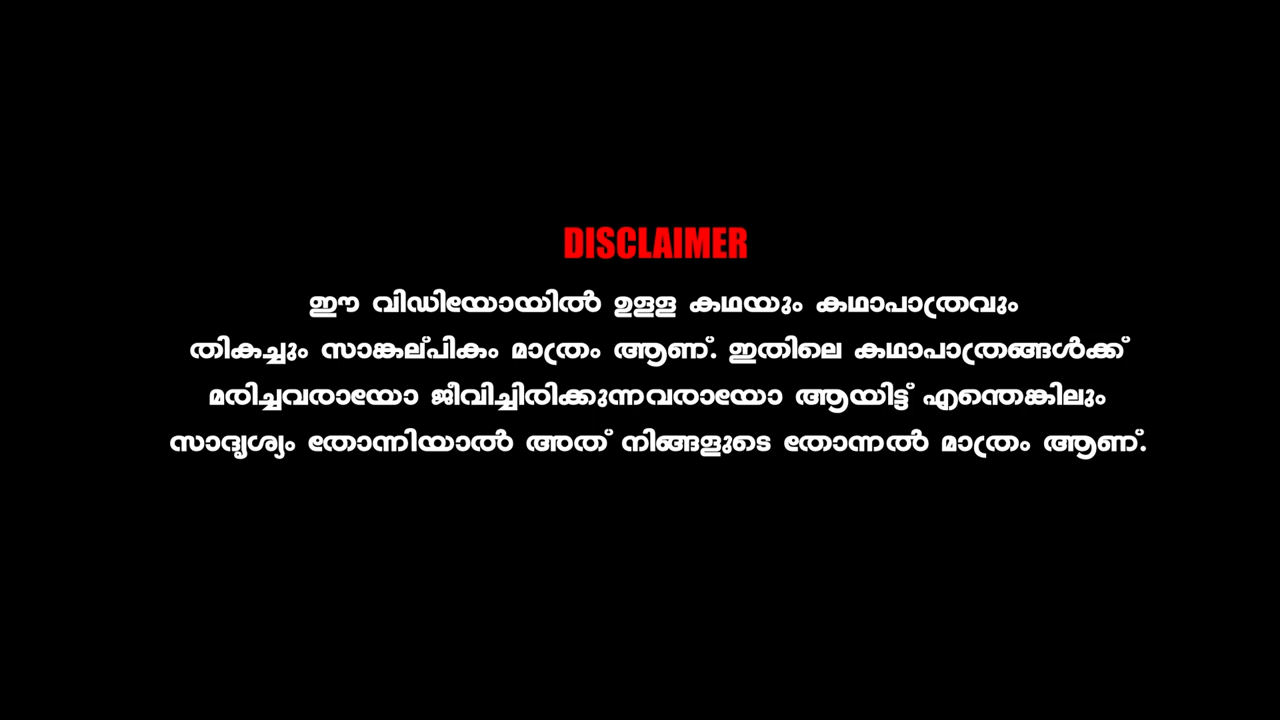 DISCLAIMER
ഈ വിഡിയോയിൽ ഉളള കഥയും കഥാപാത്രവും
തികച്ചും സാങ്കല്പികം മാത്രം ആണ്. ഇതിലെ കഥാപാത്രങ്ങൾക്ക്
മരിച്ചവരായോ ജീവിച്ചിരിക്കുന്നവരായോ ആയിട്ട് എന്തെങ്കിലും
സാദൃശ്യം തോന്നിയാൽ അത് നിങ്ങളുടെ തോന്നൽ മാത്രം ആണ്.